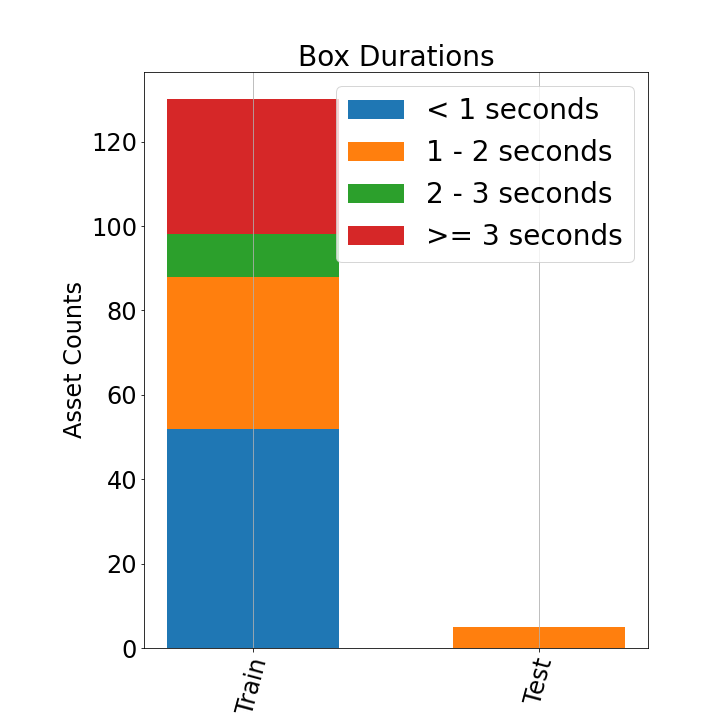 Box Durations
< 1 seconds
1 - 2 seconds
2 - 3 seconds
>= 3 seconds
Asset Counts
120
100
80
60
40
20
0
Train
Test